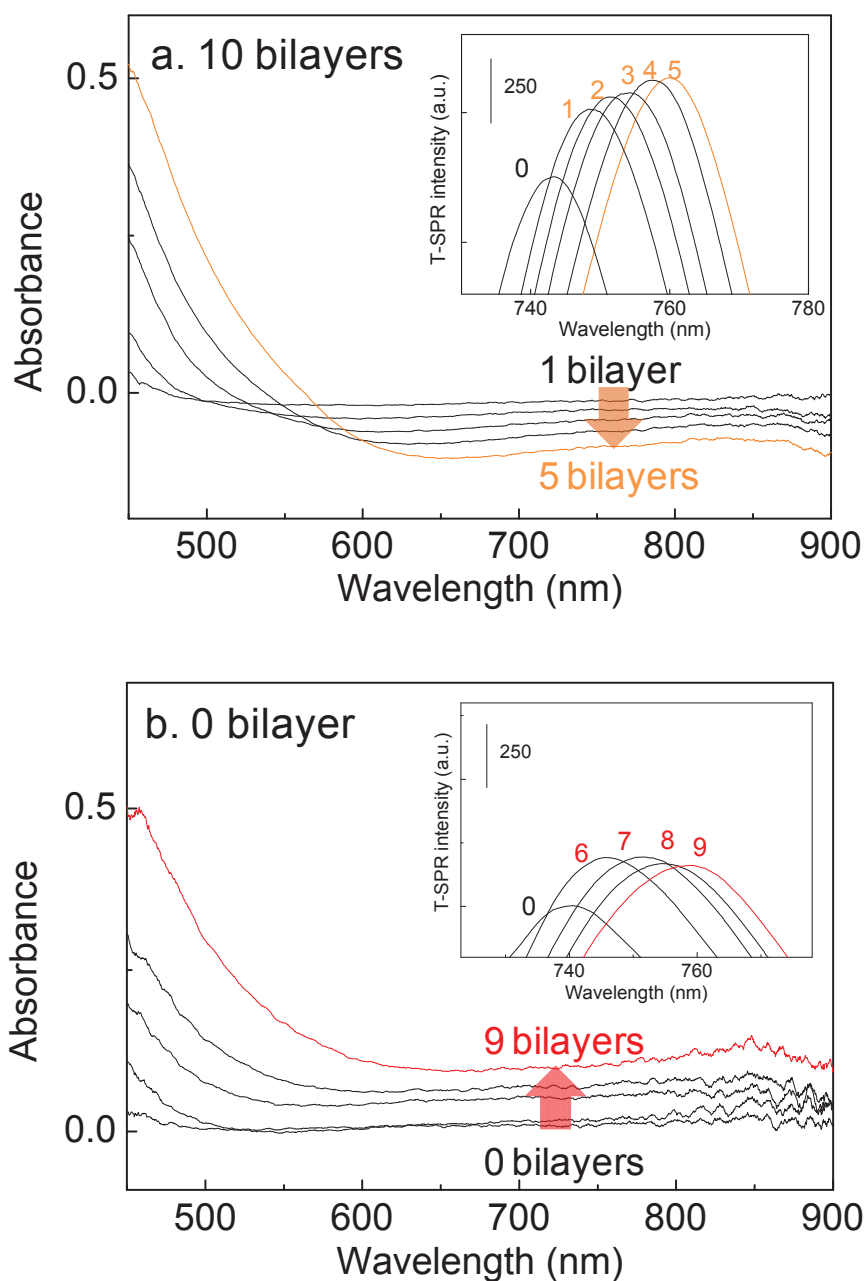 a. 10 bilayers
250
0 1 2 3 4 5
T-SPR intensity (a.u.)
740 760 780
Wavelength (nm)
0.5
0.0
Absorbance
1 bilayer
5 bilayers
500 600 700 800 900
Wavelength (nm)
b. 0 bilayer
250
0 6 7 8 9
T-SPR intensity (a.u.)
740 760
Wavelength (nm)
0.5
0.0
Absorbance
9 bilayers
0 bilayers
500 600 700 800 900
Wavelength (nm)